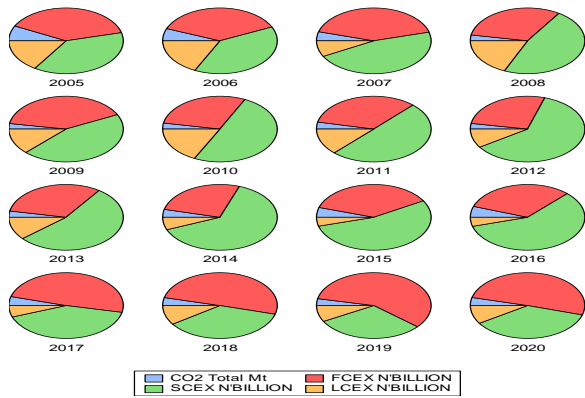 2005 2006 2007 2008
2009 2010 2011 2012
2013 2014 2015 2016
2017 2018 2019 2020
CO2 Total Mt FCEX N'BILLION
SCEX N'BILLION LCEX N'BILLION